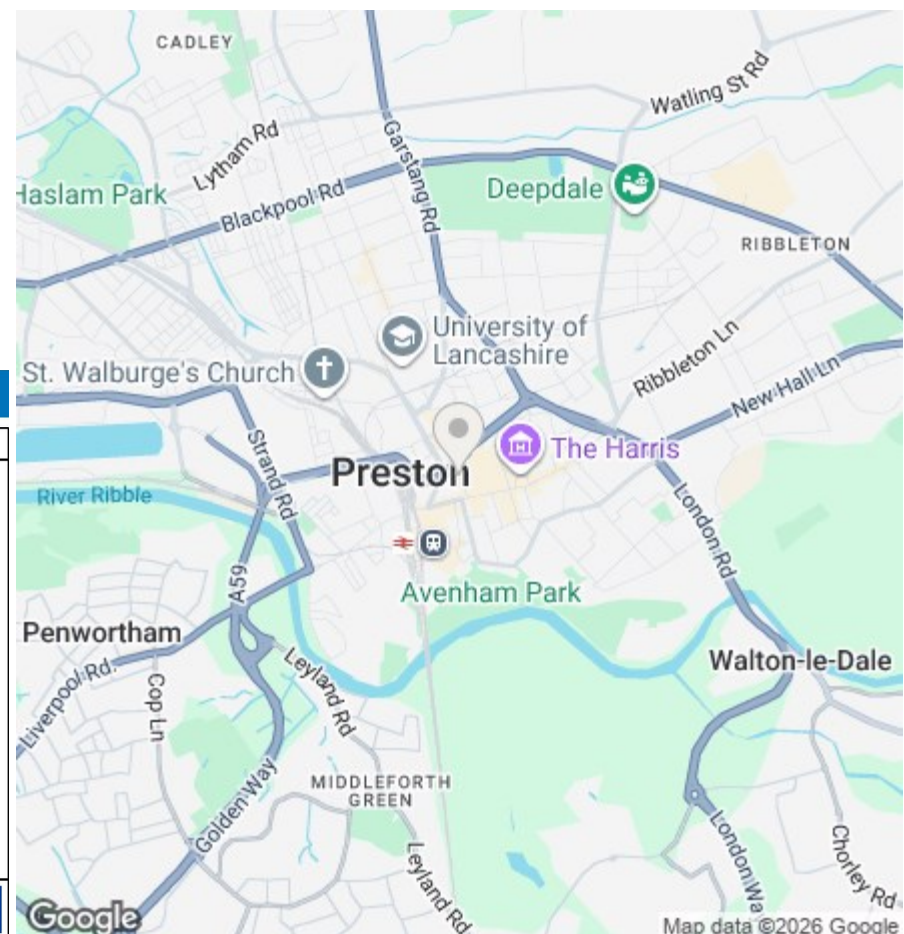 CADLEY
Watling St Rd
Lytham Rd
Garstang Rd
Haslam Park
Blackpool Rd
Deepdale
RIBBLETON
University of
Lancashire
St. Walburge's Church
Ribbleton Ln
New Hall Ln
Strand Rd
The Harris
Preston
River Ribble
London Rd
A59
Avenham Park
Penwortham
Walton-le-Dale
Liverpool Rd.
Cop Ln
Leyland Rd
MIDDLEFORTH
GREEN
Golden Way
Leyland Rd
London Wa
Chorley Rd
Google
Map data ©2026 Google